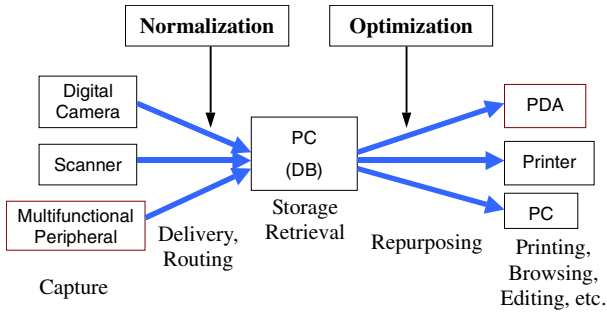 Normalization
Optimization
Digital
Camera
Scanner
Multifunctional
Peripheral
PC
(DB)
PDA
Printer
PC
Delivery,
Routing
Storage
Retrieval
Repurposing
Printing,
Browsing,
Editing, etc.
Capture